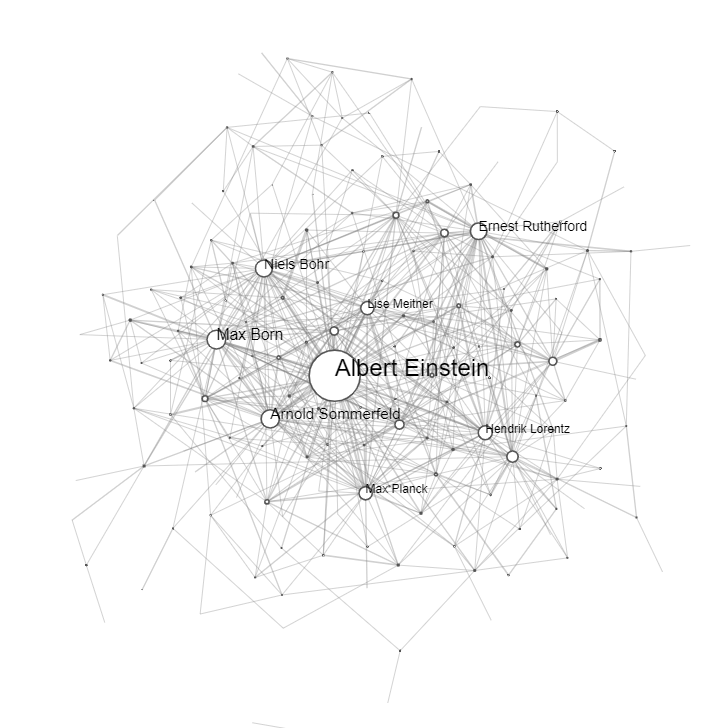 Ernest Rutherford
Niels Bohr
Lise Meitner
Max Born
Albert Einstein
Arnold Sommerfeld
Hendrik Lorentz
Max Planck